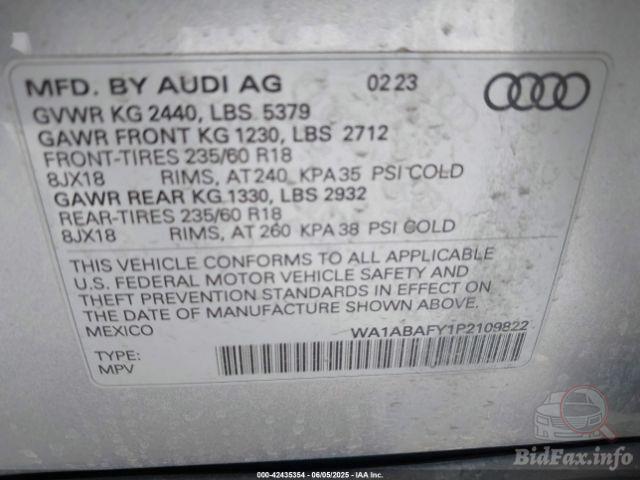 MFD. BY AUDI AG 02 23
GVWR KG 2440, LBS 5379
GAWR FRONT KG 1230, LBS 2712
FRONT-TIRES 235/60 R18
8JX18 RIMS, AT 240 KPA 35 PSI COLD
GAWR REAR KG 1330, LBS 2932
REAR-TIRES 235/60 R18
8JX18 RIMS, AT 260 KPA 38 PSI COLD
THIS VEHICLE CONFORMS TO ALL APPLICABLE
U.S. FEDERAL MOTOR VEHICLE SAFETY AND
THEFT PREVENTION STANDARDS IN EFFECT ON
THE DATE OF MANUFACTURE SHOWN ABOVE.
MEXICO WA1ABAFY1P2109822
TYPE:
MPV
BidFax.info
000-42435354 - 06/05/2025 - IAA Inc.